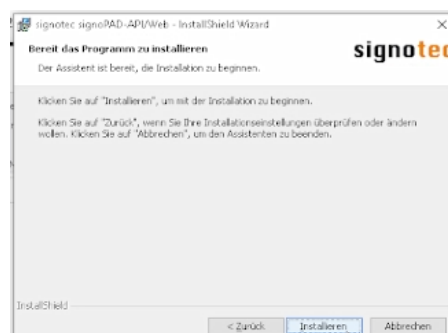 signotec signoPAD-API/Web - InstallShield Wizard
Bereit das Programm zu installieren
signotec
Der Assistent ist bereit, die Installation zu beginnen.
Klicken Sie auf "Installieren", um mit der Installation zu beginnen.
Klicken Sie auf "Zurück", wenn Sie Ihre Installationseinstellungen überprüfen oder ändern
wollen. Klicken Sie auf "Abbrechen", um den Assistenten zu beenden.
InstallShield
< Zurück
Installieren
Abbrechen